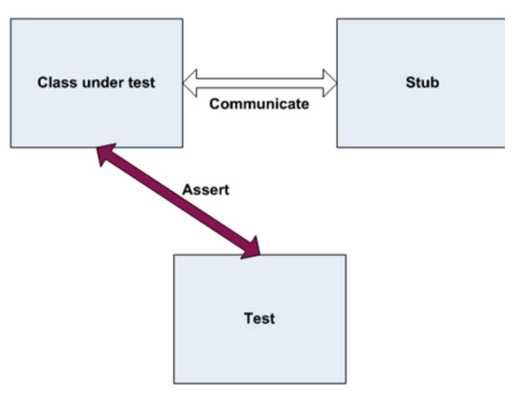 Class under test
Stub
Communicate
Assert
Test